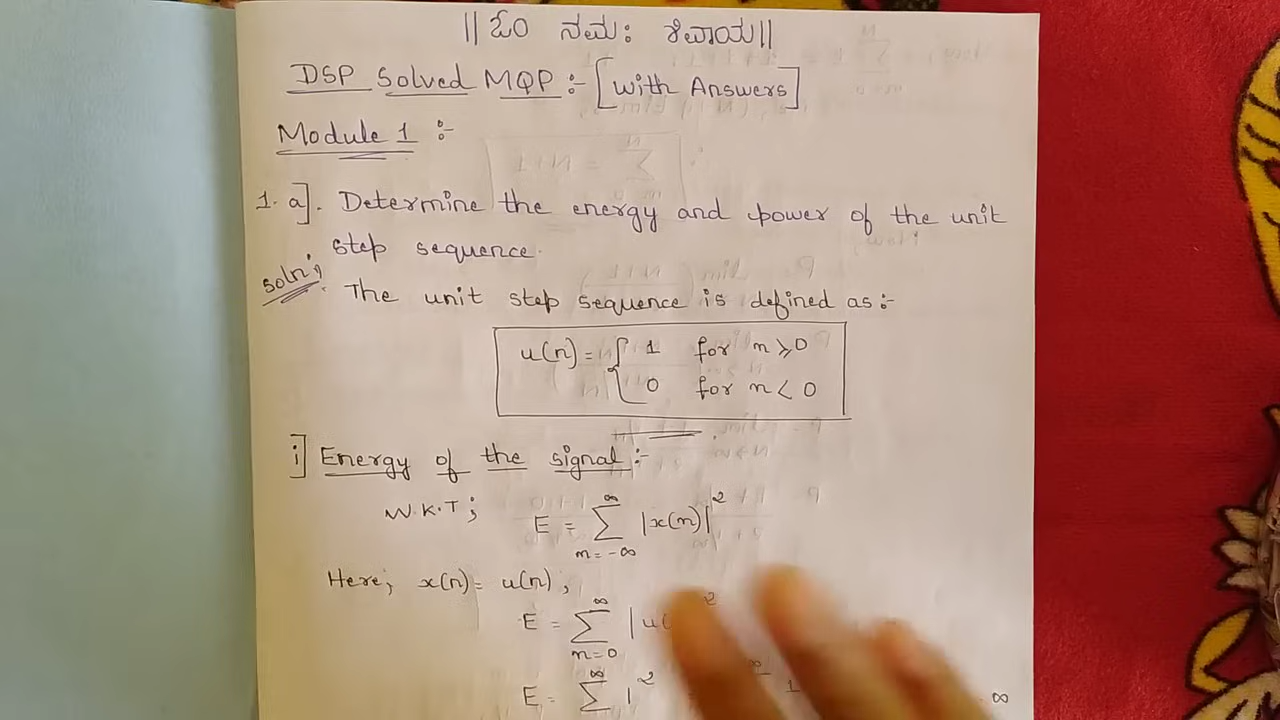 || ಓಂ ನಮಃ ಶಿವಾಯ ||
DSP Solved MQP :- [with Answers]
Module 1 :-
1. a]. Determine the energy and power of the unit
step sequence.
Soln;
The unit step sequence is defined as :-
u(n) = { 1 for n ≥ 0
0 for n < 0
i] Energy of the signal :-
W.K.T; E = ∑_{n=-∞}^{∞} |x(n)|²
Here; x(n) = u(n);
E = ∑_{n=0}^{∞} |u( ²
E = ∑^{∞} 1² = ∞ 1 ∞